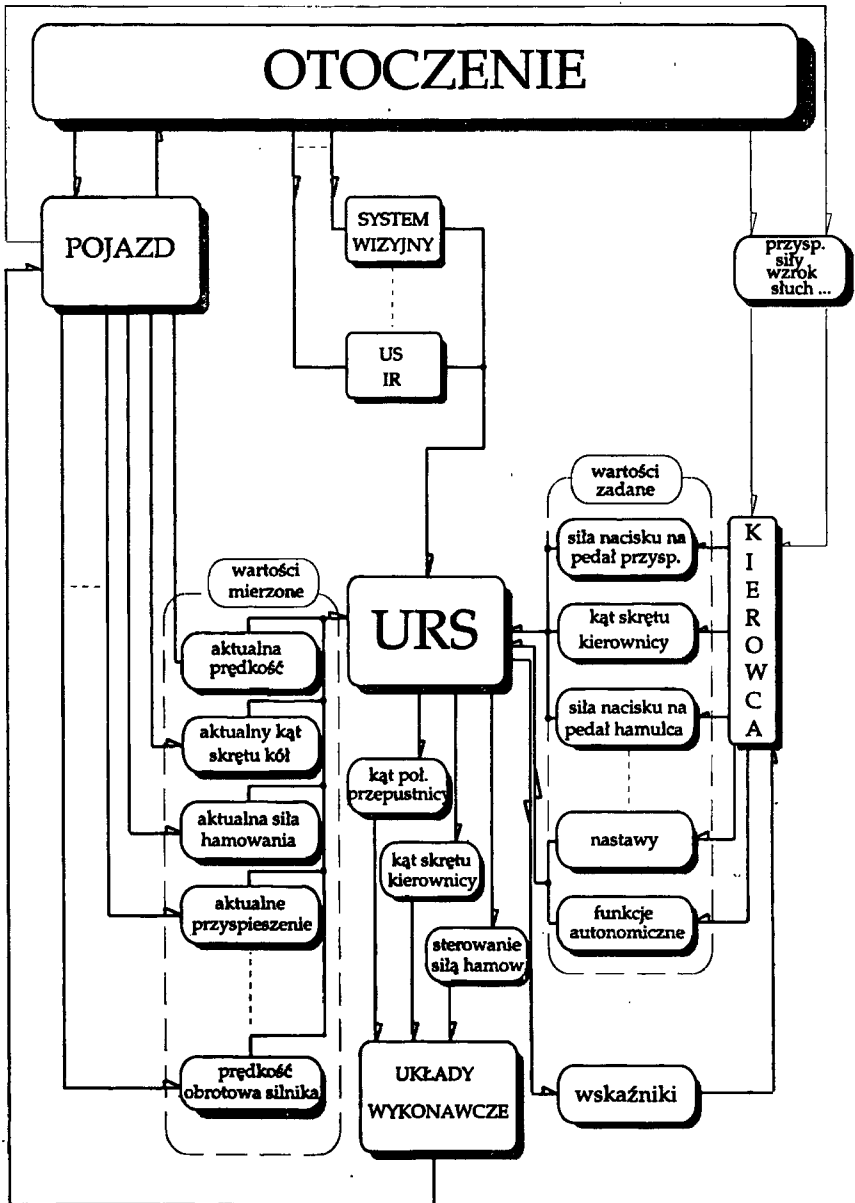 OTOCZENIE
POJAZD
SYSTEM
WIZYJNY
przysp.
siły
wzrok
słuch ...
US
IR
wartości
zadane
siła nacisku na
pedał przysp.
kąt skrętu
kierownicy
siła nacisku na
pedał hamulca
nastawy
funkcje
autonomiczne
K
I
E
R
O
W
C
A
wartości
mierzone
aktualna
prędkość
aktualny kąt
skrętu kół
aktualna siła
hamowania
aktualne
przyspieszenie
prędkość
obrotowa silnika
URS
kąt poł.
przepustnicy
kąt skrętu
kierownicy
sterowanie
siłą hamow
UKŁADY
WYKONAWCZE
wskaźniki